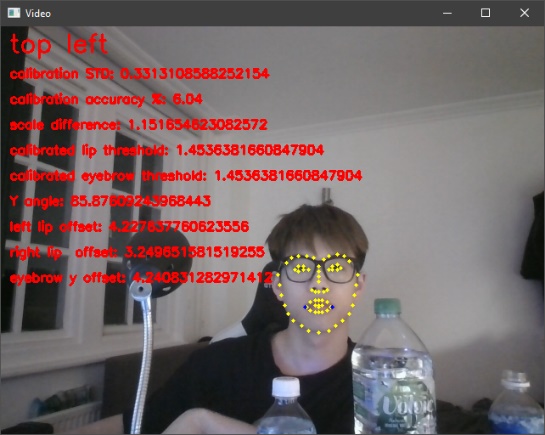 Video
top left
calibration STD: 0.3313108588252154
calibration accuracy %: 6.04
scale difference: 1.151654623082572
calibrated lip threshold: 1.4536381660847904
calibrated eyebrow threshold: 1.4536381660847904
Y angle: 85.87609243968443
left lip offset: 4.227637760623556
right lip offset: 3.249651581519255
eyebrow y offset: 4.240831282971412